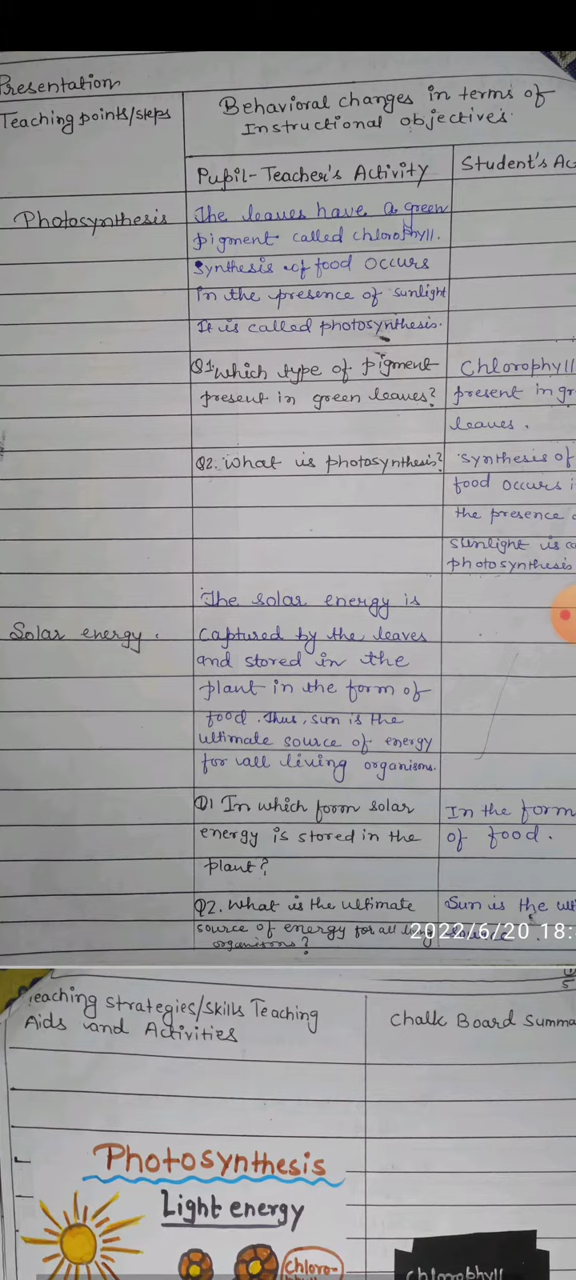 Presentation
Teaching points/steps
Behavioral changes in terms of
Instructional objectives.
Pupil-Teacher's Activity
Student's Ac
Photosynthesis
The leaves have a green
pigment called chlorophyll.
Synthesis of food occurs
in the presence of sunlight
It is called photosynthesis.
Q1. Which type of pigment
present in green leaves?
Chlorophyll
present in gr
leaves.
Q2. What is photosynthesis?
synthesis of
food occurs i
the presence o
sunlight is ca
photosynthesis
Solar energy.
The solar energy is
captured by the leaves
and stored in the
plant in the form of
food. Thus, sun is the
ultimate source of energy
for all living organisms.
Q1 In which form solar
energy is stored in the
plant?
In the form
of food.
Q2. What is the ultimate
source of energy for all living
organisms?
Sun is the ult
source.
2022/6/20 18:
Teaching Strategies/Skills Teaching
Aids and Activities
Chalk Board Summa
Photosynthesis
Light energy
chloro-
chlorophyll